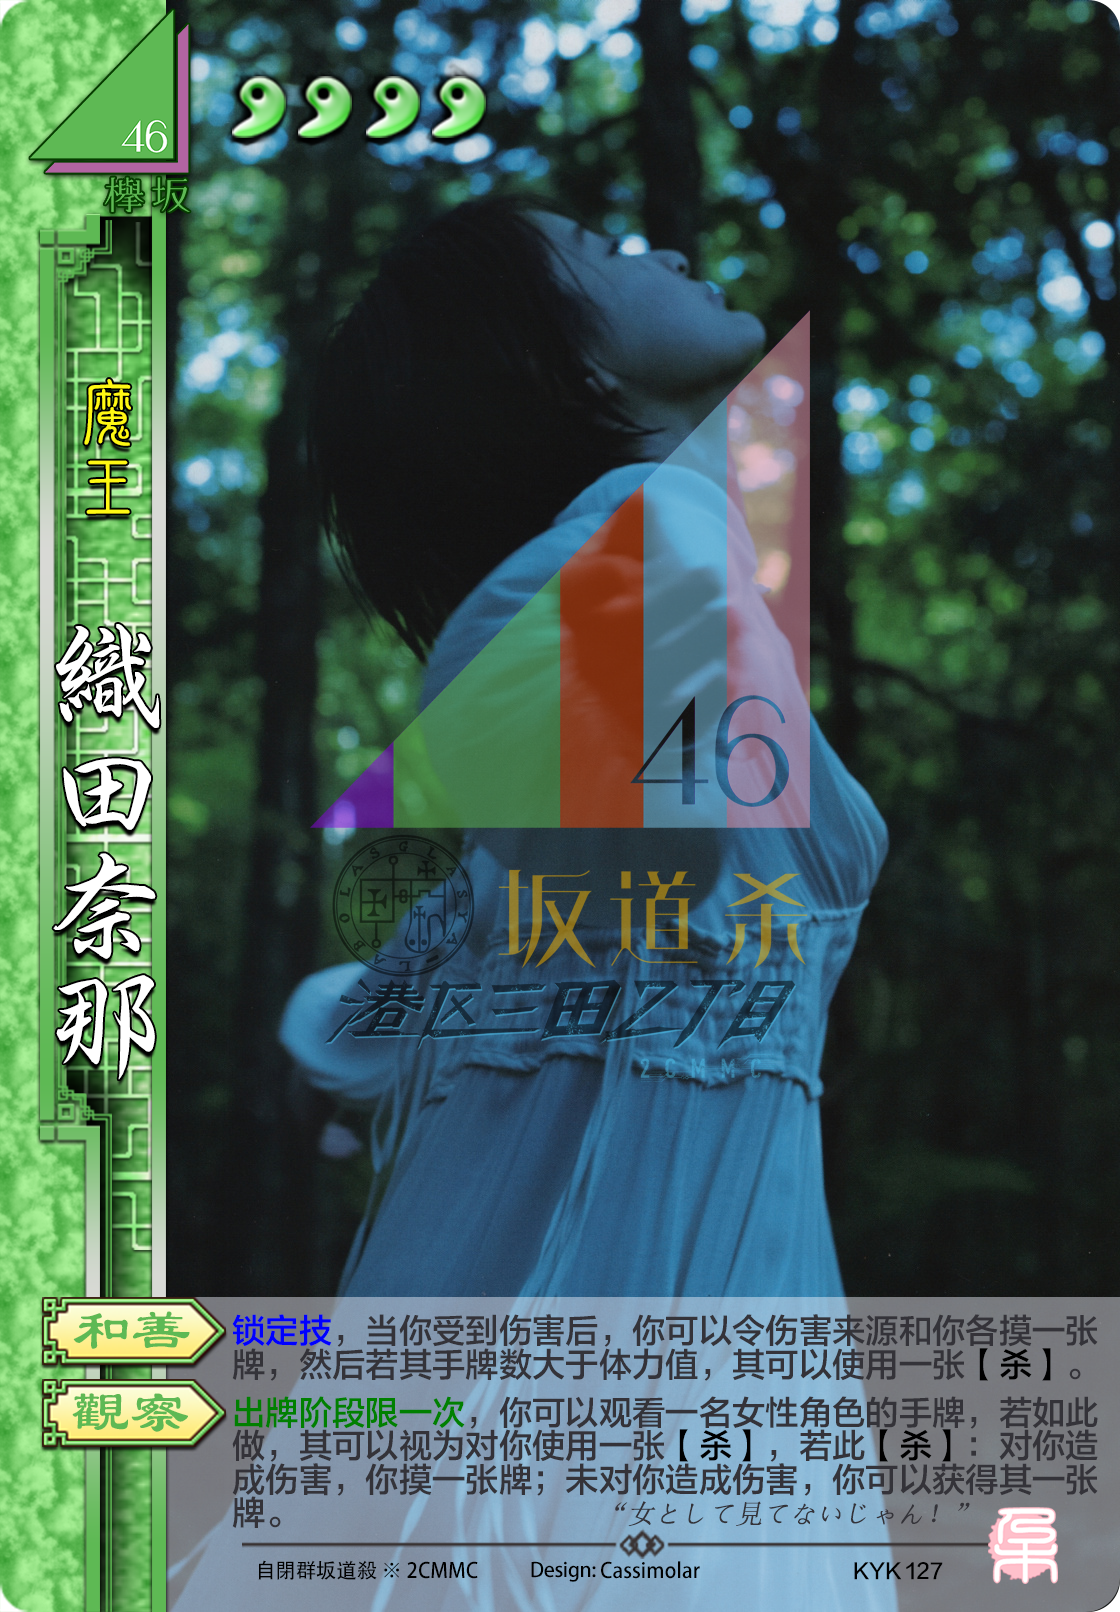 46
欅坂
魔王
織田奈那
46
GLASYA-LABOLAS
坂道杀
港区三田2丁目
2CMMC
和善
锁定技，当你受到伤害后，你可以令伤害来源和你各摸一张
牌，然后若其手牌数大于体力值，其可以使用一张【杀】。
觀察
出牌阶段限一次，你可以观看一名女性角色的手牌，若如此
做，其可以视为对你使用一张【杀】，若此【杀】：对你造
成伤害，你摸一张牌；未对你造成伤害，你可以获得其一张
牌。
“女として見てないじゃん！”
自閉群坂道殺 ※ 2CMMC
Design: Cassimolar
KYK 127